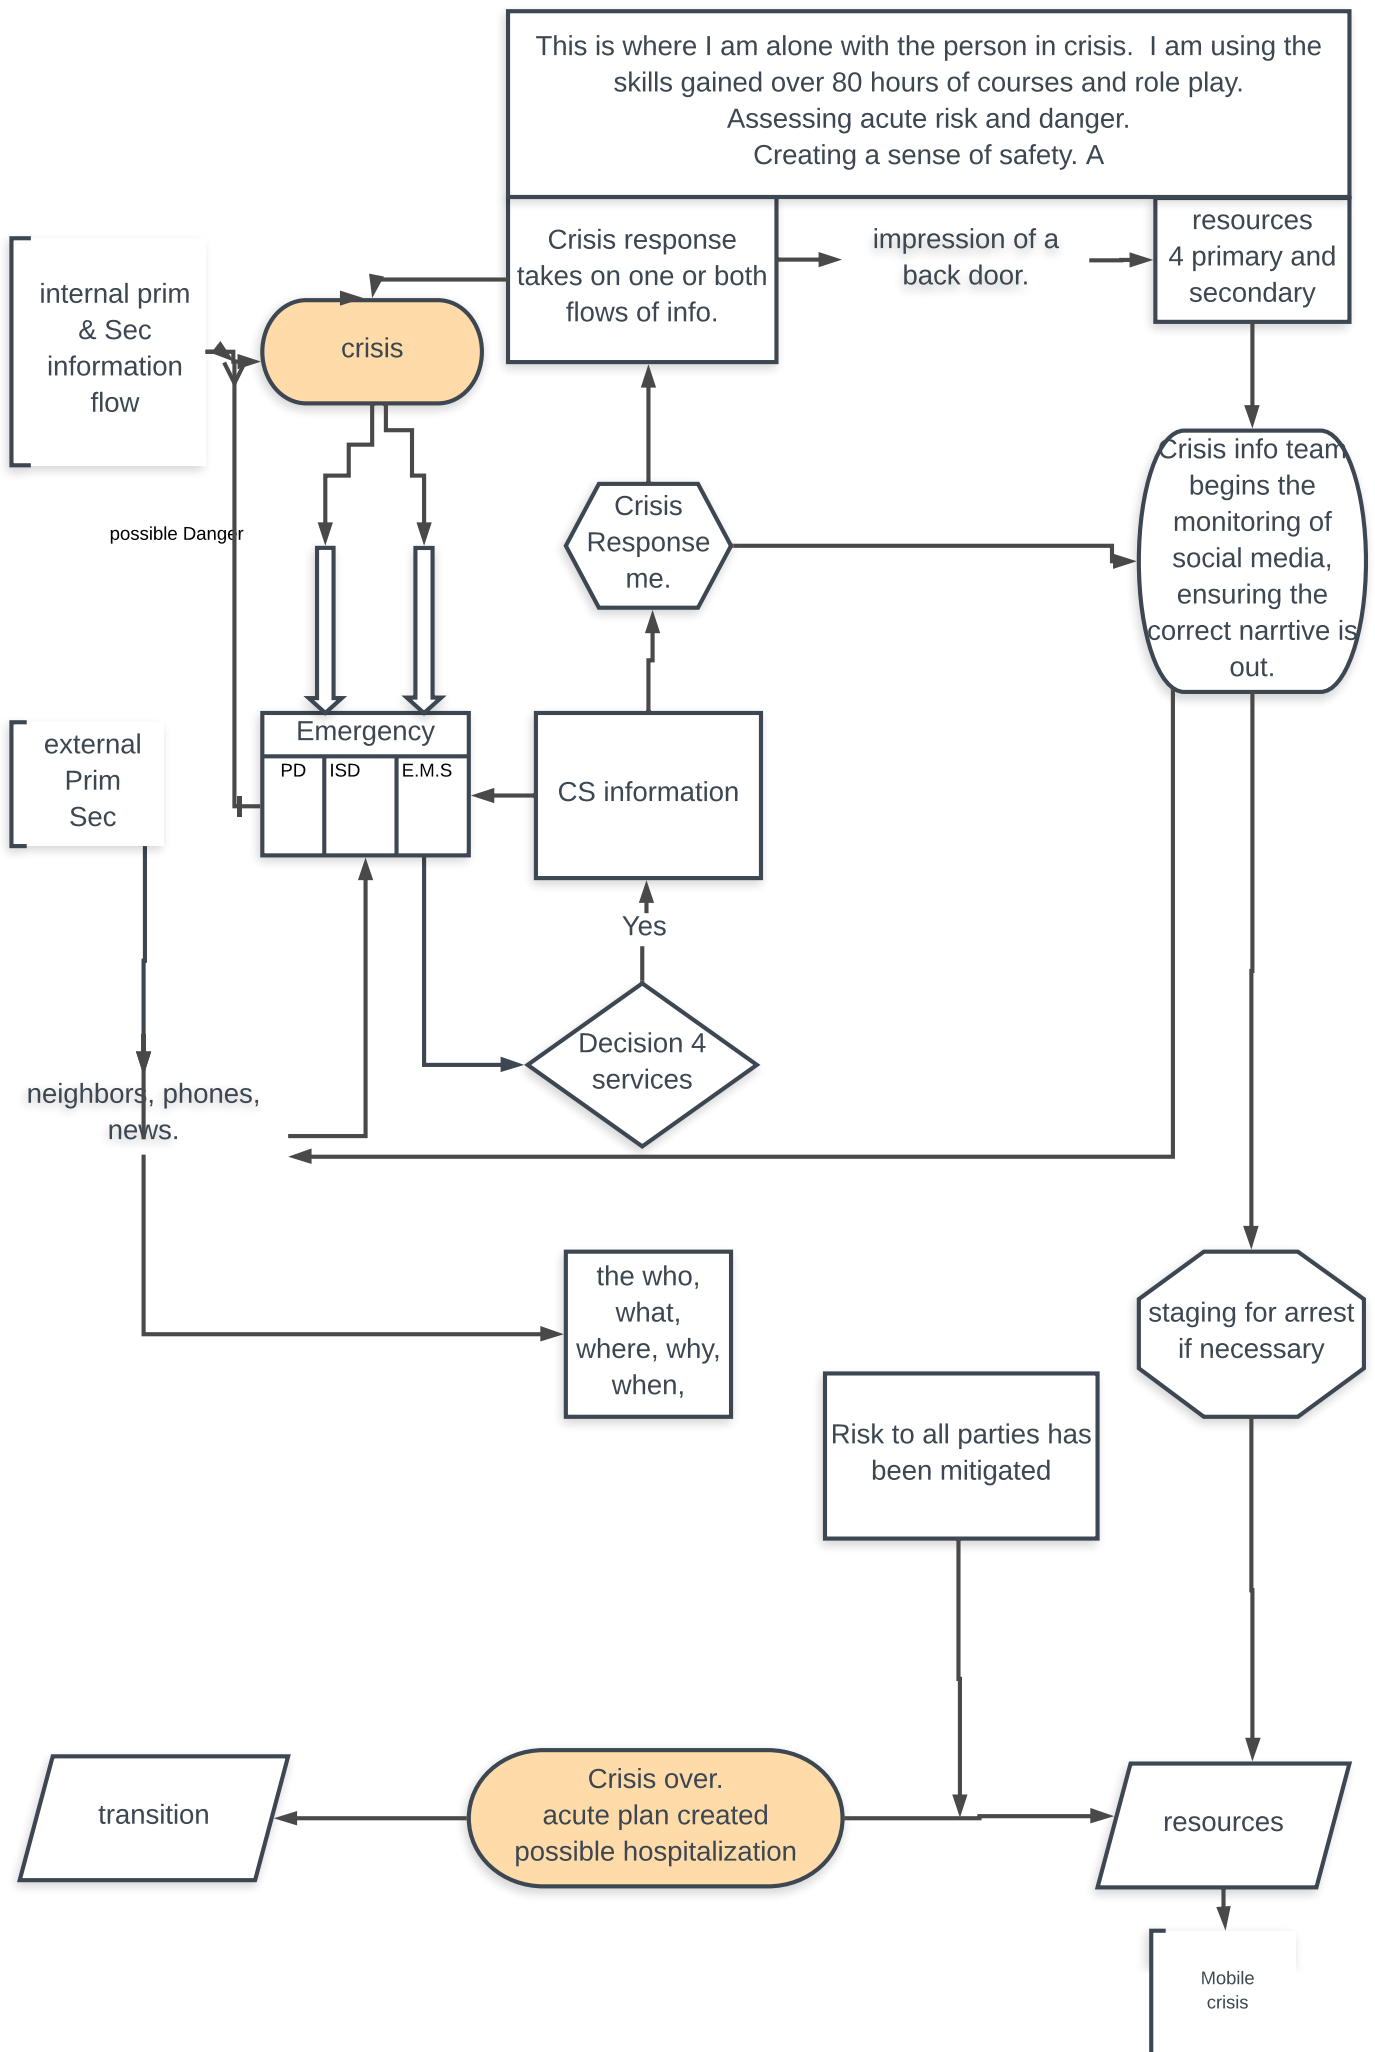 This is where I am alone with the person in crisis.  I am using the
skills gained over 80 hours of courses and role play.
Assessing acute risk and danger.
Creating a sense of safety. A
Crisis response
takes on one or both
flows of info.
impression of a
back door.
resources
4 primary and
secondary
internal prim
& Sec
information
flow
crisis
Crisis info team
begins the
monitoring of
social media,
ensuring the
correct narrtive is
out.
Crisis
Response
me.
possible Danger
external
Prim
Sec
Emergency
PD
ISD
E.M.S
CS information
Yes
Decision 4
services
neighbors, phones,
news.
the who,
what,
where, why,
when,
staging for arrest
if necessary
Risk to all parties has
been mitigated
transition
Crisis over.
acute plan created
possible hospitalization
resources
Mobile
crisis